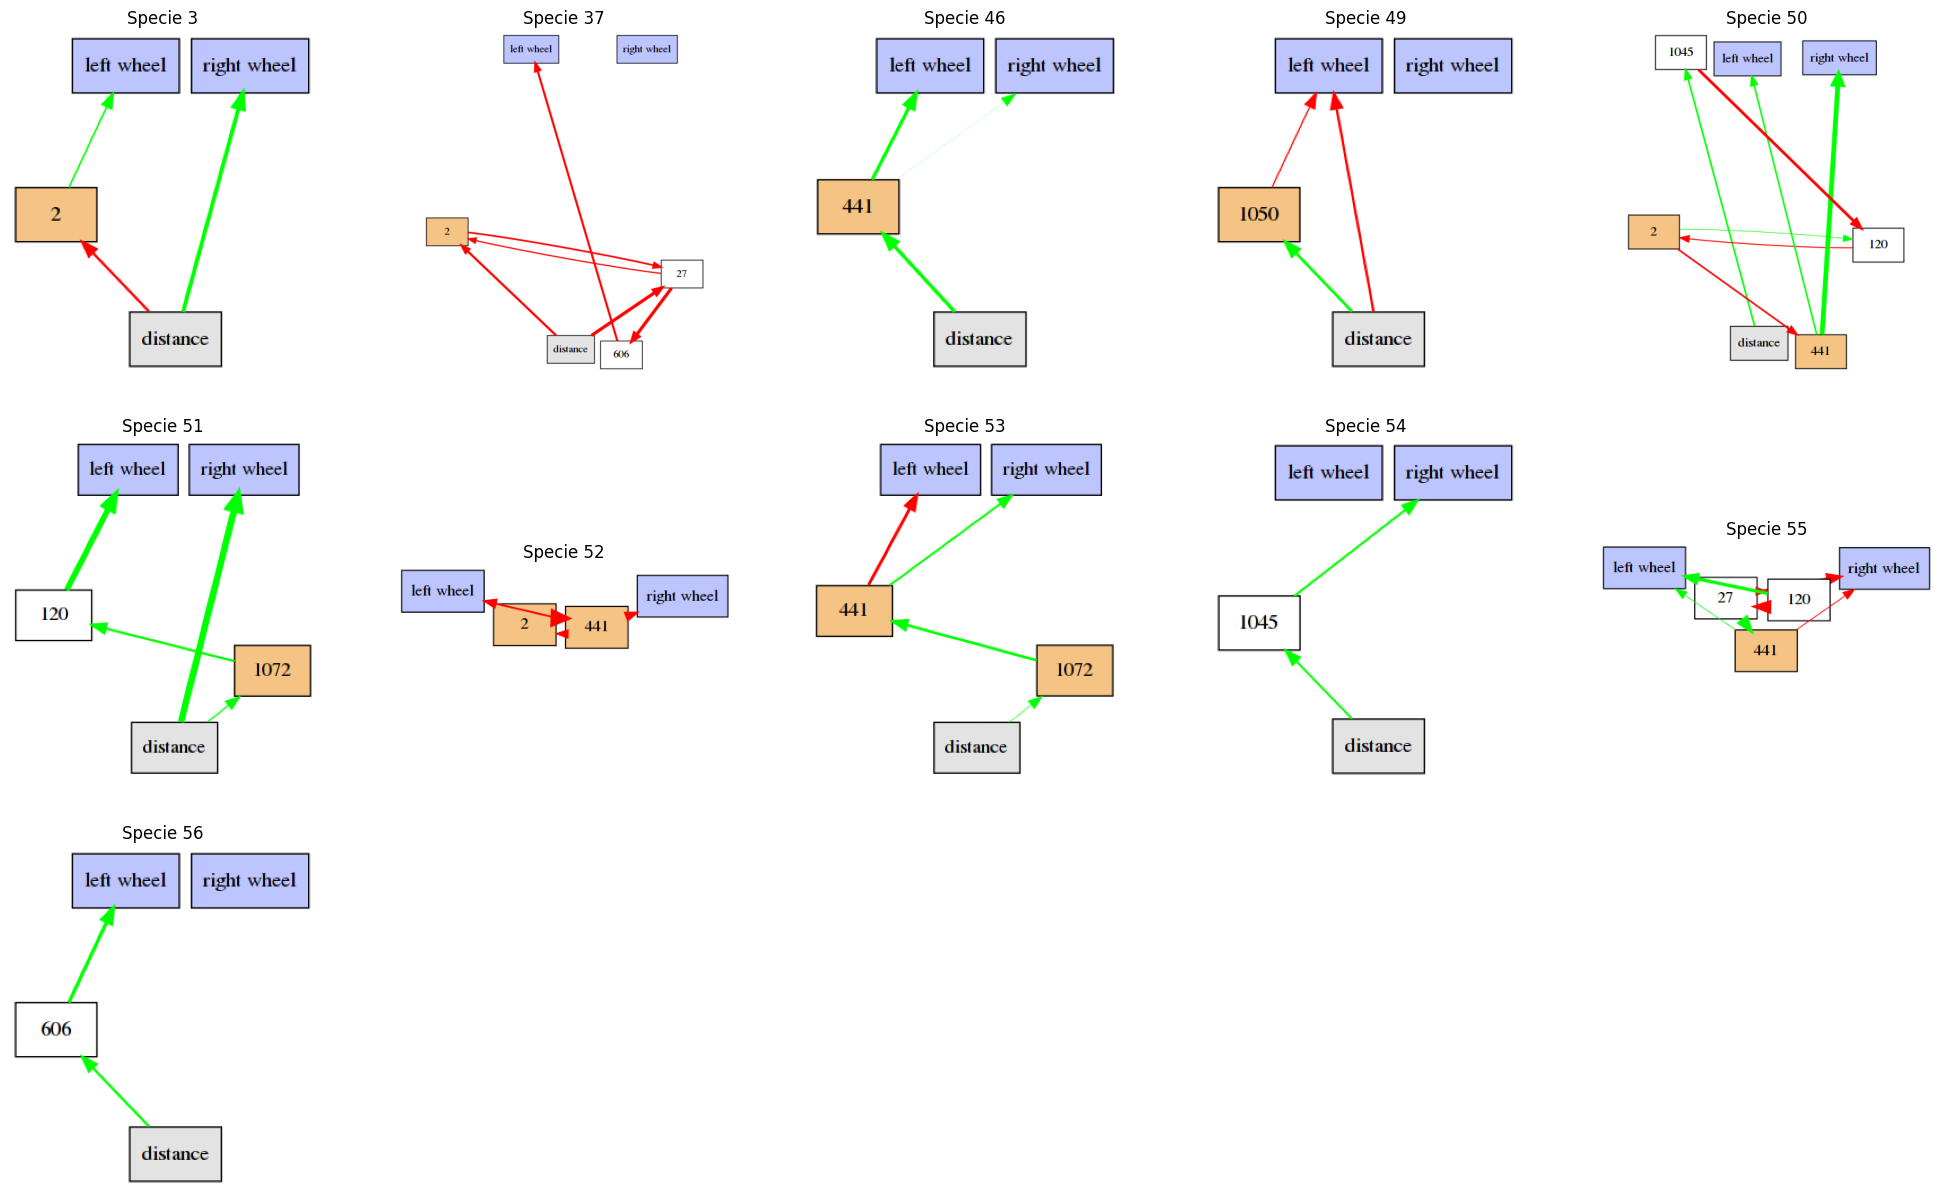 Specie 3
left wheel
right wheel
2
distance
Specie 37
left wheel
right wheel
2
27
distance
606
Specie 46
left wheel
right wheel
441
distance
Specie 49
left wheel
right wheel
1050
distance
Specie 50
1045
left wheel
right wheel
2
120
distance
441
Specie 51
left wheel
right wheel
120
1072
distance
Specie 52
left wheel
right wheel
2
441
Specie 53
left wheel
right wheel
441
1072
distance
Specie 54
left wheel
right wheel
1045
distance
Specie 55
left wheel
right wheel
27
120
441
Specie 56
left wheel
right wheel
606
distance